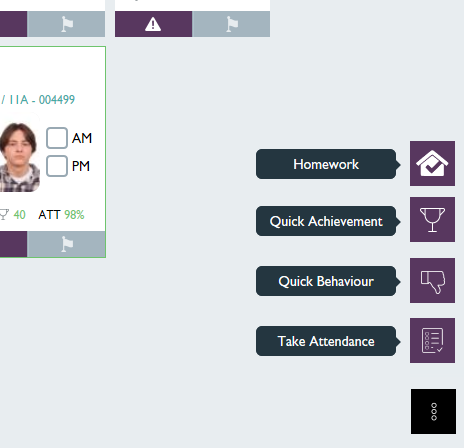 / 11A - 004499
AM
PM
40 ATT 98%
Homework
Quick Achievement
Quick Behaviour
Take Attendance